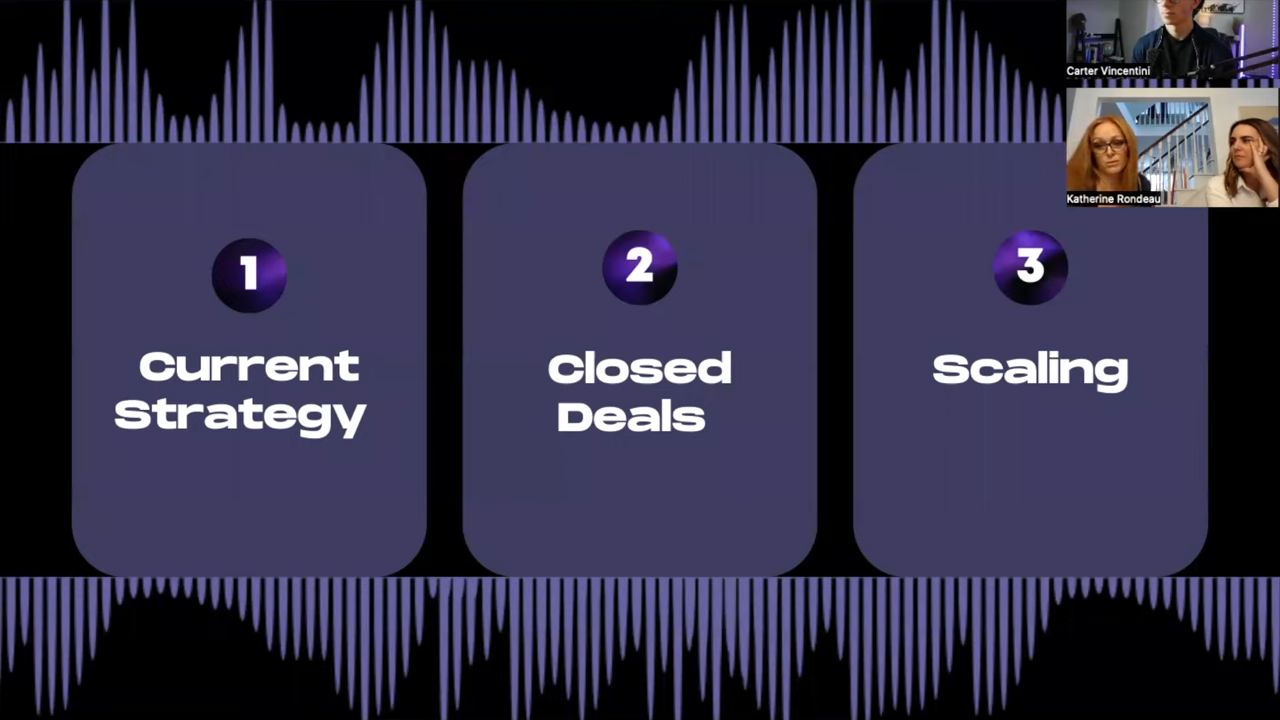 Carter Vincentini
Katherine Rondeau
1
Current
Strategy
2
Closed
Deals
3
Scaling